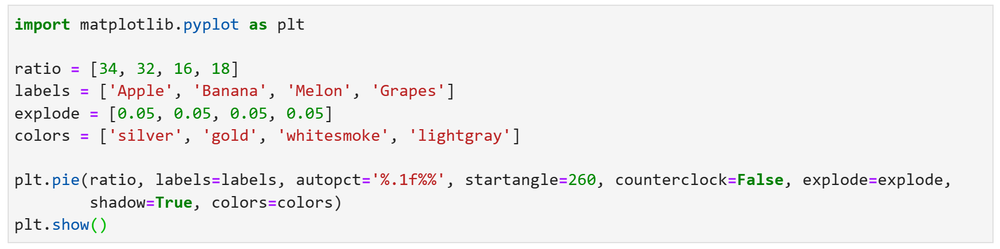 import matplotlib.pyplot as plt

ratio = [34, 32, 16, 18]
labels = ['Apple', 'Banana', 'Melon', 'Grapes']
explode = [0.05, 0.05, 0.05, 0.05]
colors = ['silver', 'gold', 'whitesmoke', 'lightgray']

plt.pie(ratio, labels=labels, autopct='%.1f%%', startangle=260, counterclock=False, explode=explode,
        shadow=True, colors=colors)
plt.show()